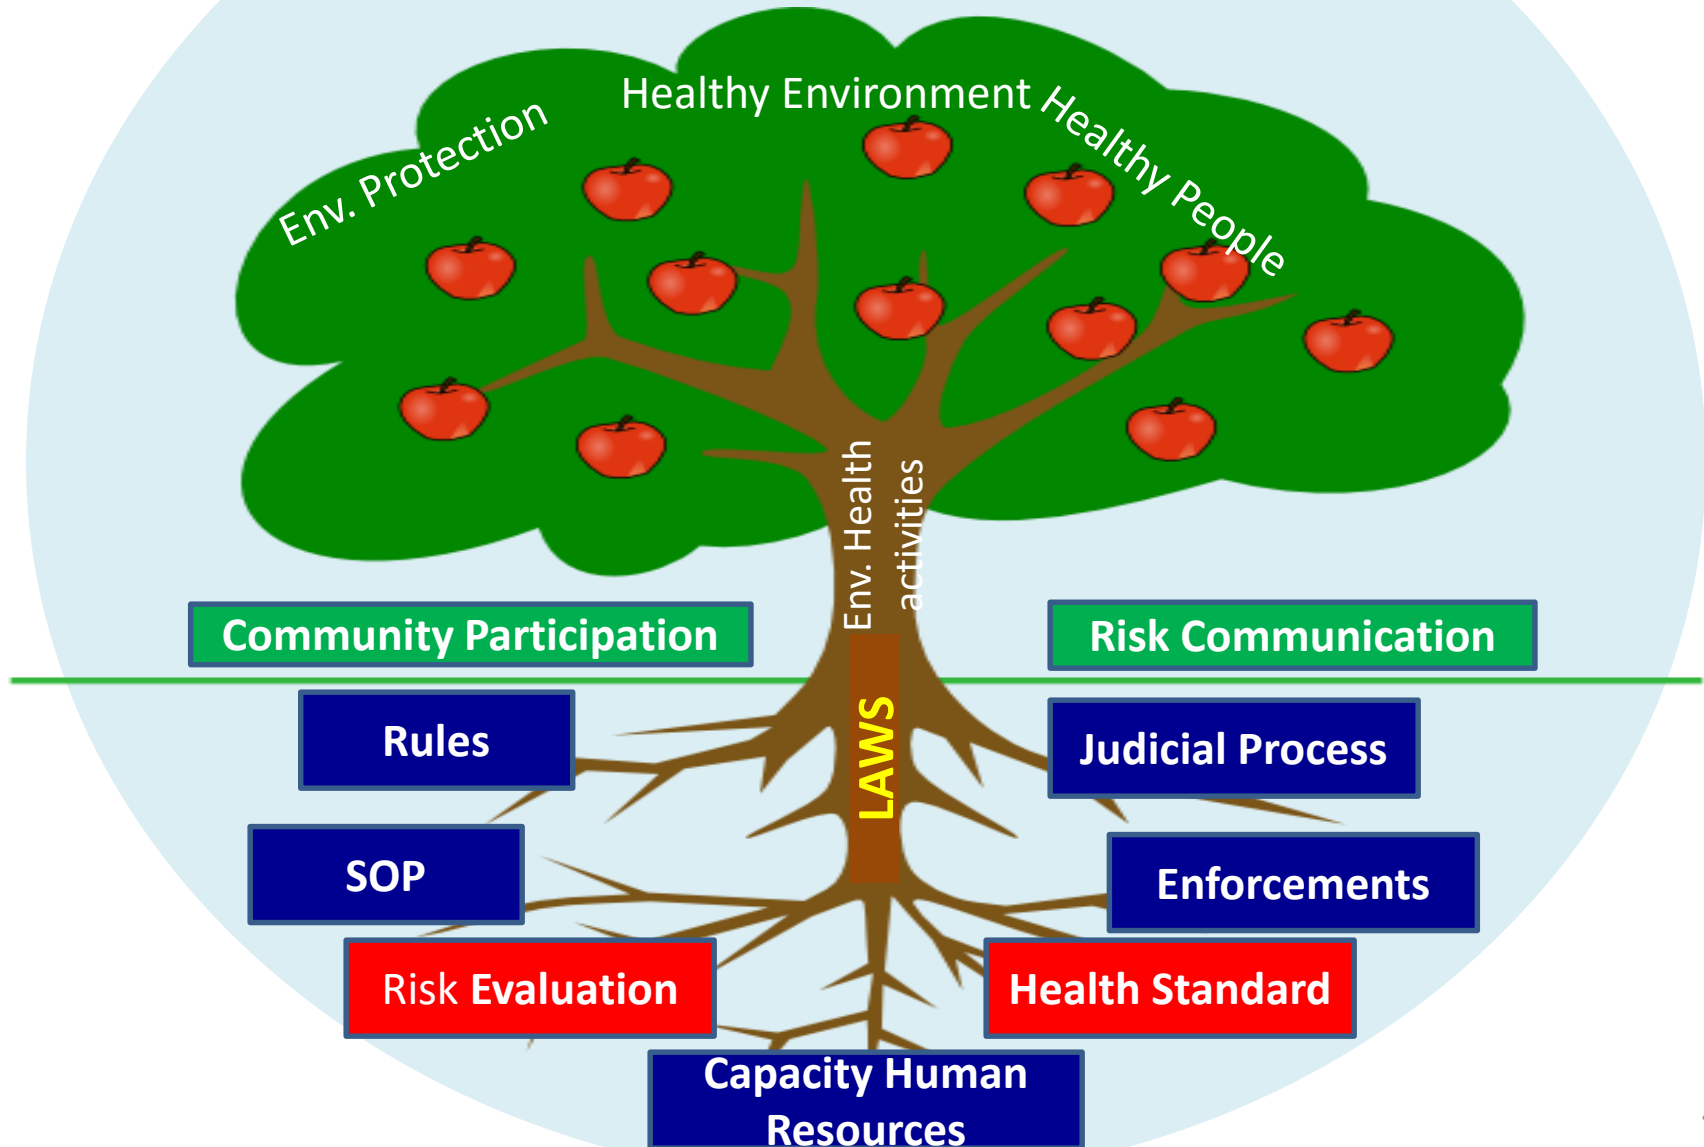 Healthy Environment
Env. Protection
Healthy People
Env. Health
activities
Community Participation
Risk Communication
LAWS
Rules
Judicial Process
SOP
Enforcements
Risk Evaluation
Health Standard
Capacity Human
Resources